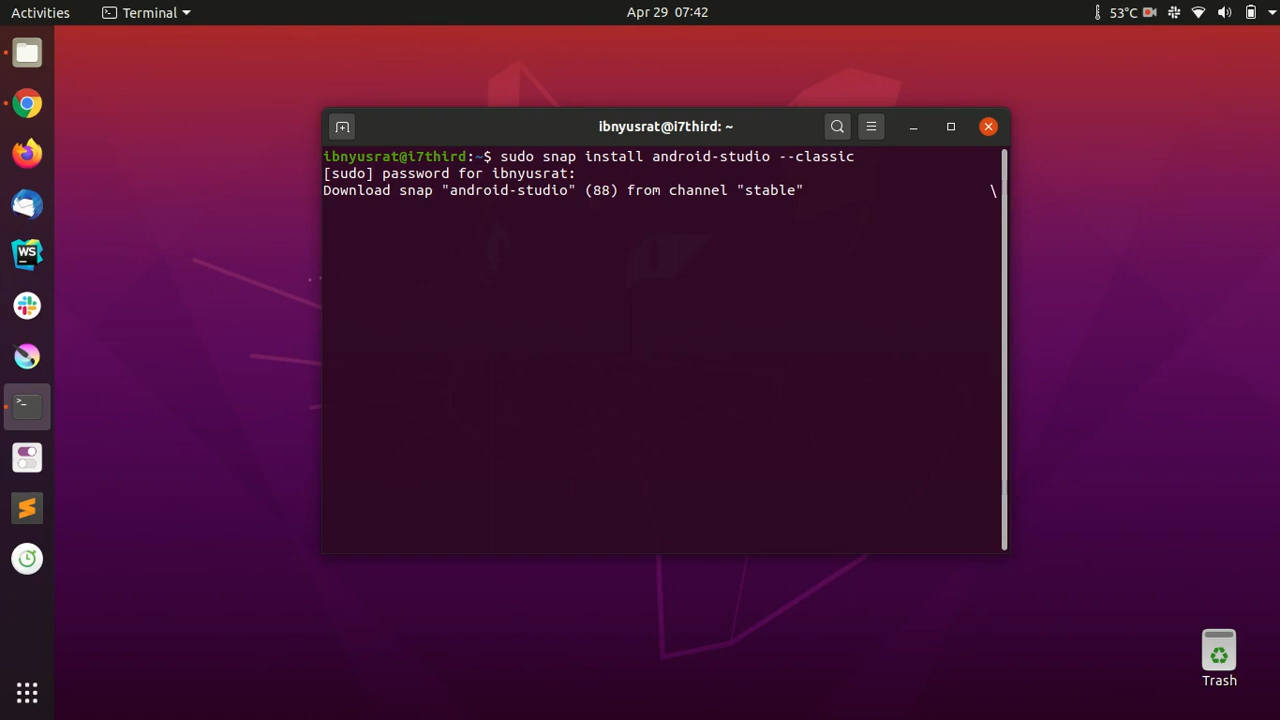 Activities Terminal Apr 29 07:42 53°C
ibnyusrat@i7third: ~
ibnyusrat@i7third:~$ sudo snap install android-studio --classic
[sudo] password for ibnyusrat:
Download snap "android-studio" (88) from channel "stable" \
WS
>_
Trash